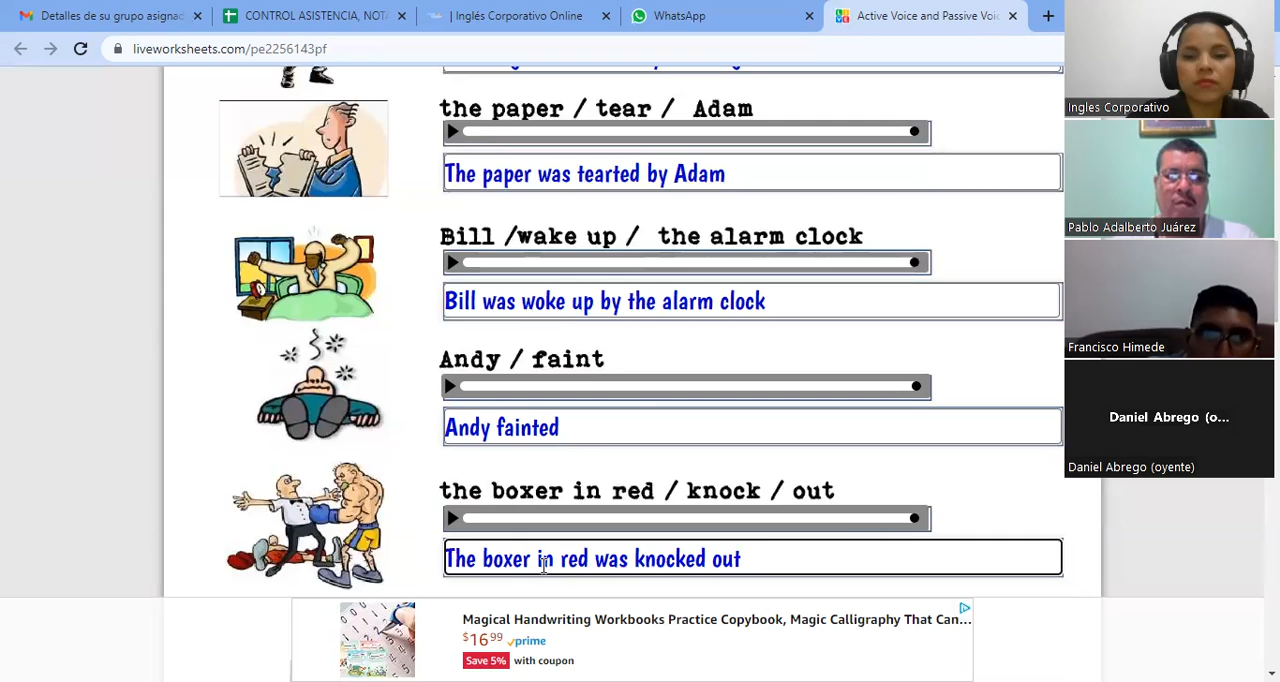 Detalles de su grupo asignad
CONTROL ASISTENCIA, NOTA
| Inglés Corporativo Online
WhatsApp
Active Voice and Passive Voic
liveworksheets.com/pe2256143pf
the paper / tear / Adam
The paper was tearted by Adam
Bill /wake up / the alarm clock
Bill was woke up by the alarm clock
Andy / faint
Andy fainted
the boxer in red / knock / out
The boxer in red was knocked out
Magical Handwriting Workbooks Practice Copybook, Magic Calligraphy That Can...
$16 99 prime
Save 5% with coupon
Ingles Corporativo
Pablo Adalberto Juárez
Francisco Himede
Daniel Abrego (o...
Daniel Abrego (oyente)